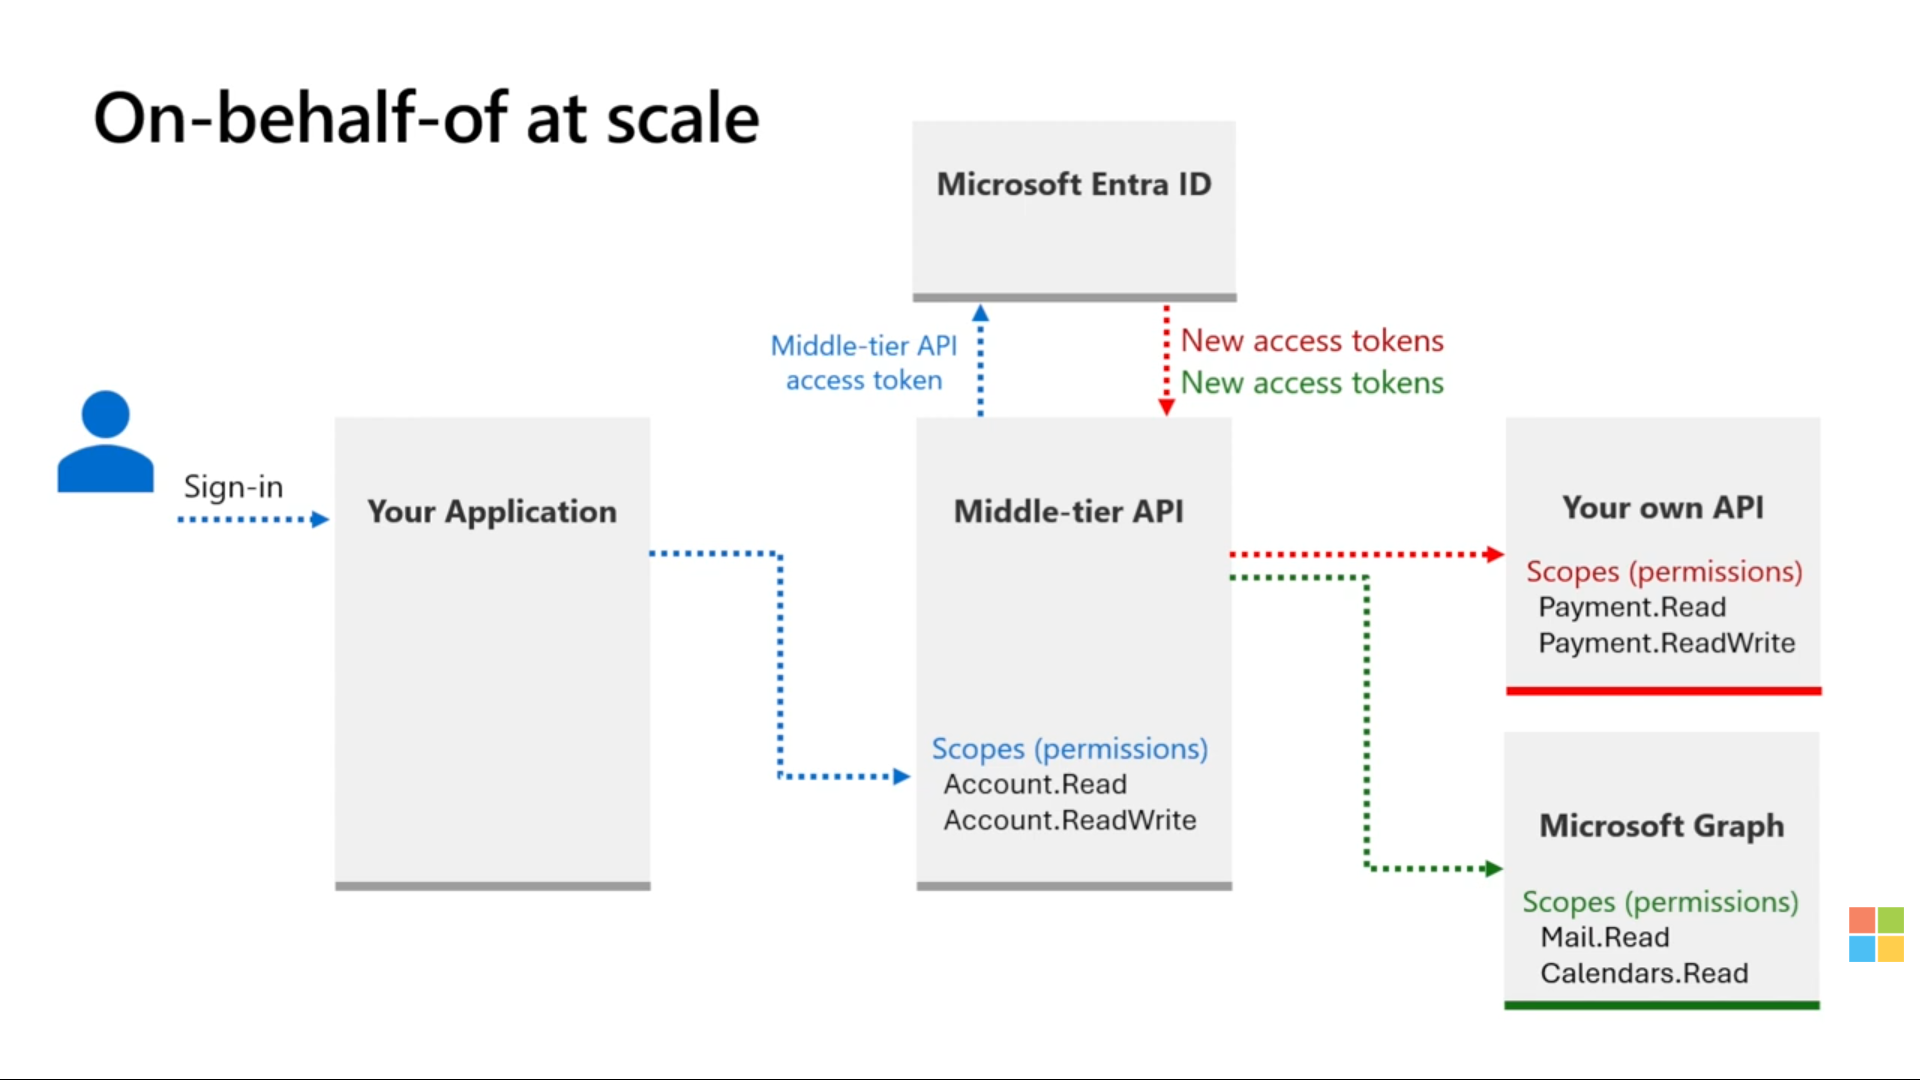 On-behalf-of at scale
Microsoft Entra ID
Middle-tier API
access token
New access tokens
New access tokens
Sign-in
Your Application
Middle-tier API
Scopes (permissions)
Account.Read
Account.ReadWrite
Your own API
Scopes (permissions)
Payment.Read
Payment.ReadWrite
Microsoft Graph
Scopes (permissions)
Mail.Read
Calendars.Read